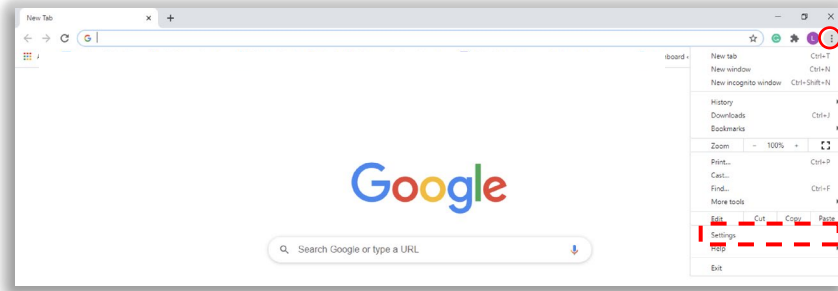 New Tab
G
L
rboard
New tab Ctrl+T
New window Ctrl+N
New incognito window Ctrl+Shift+N
History
Downloads Ctrl+J
Bookmarks
Zoom - 100% +
Print... Ctrl+P
Cast...
Find... Ctrl+F
More tools
Edit Cut Copy Paste
Settings
Help
Exit
Google
Search Google or type a URL